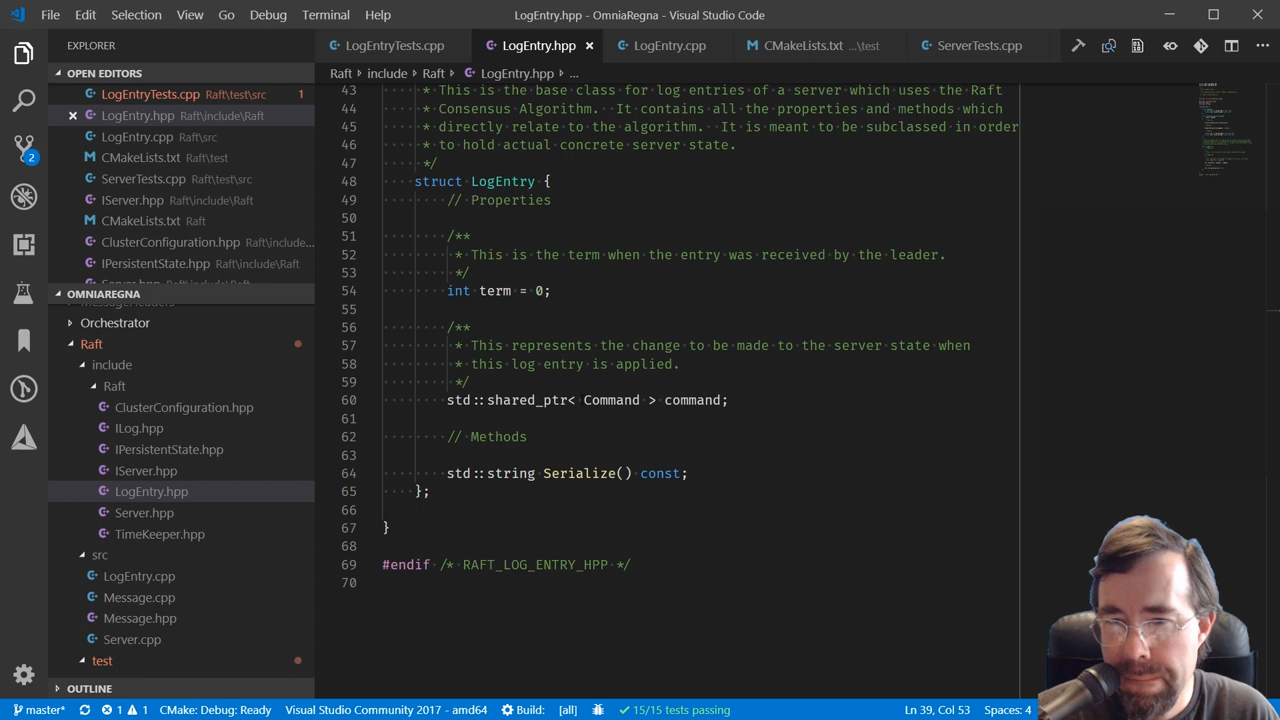 File Edit Selection View Go Debug Terminal Help LogEntry.hpp - OmniaRegna - Visual Studio Code
EXPLORER
OPEN EDITORS
LogEntryTests.cpp Raft\test\src 1
LogEntry.hpp Raft\include\Raft
LogEntry.cpp Raft\src
CMakeLists.txt Raft\test
ServerTests.cpp Raft\test\src
IServer.hpp Raft\include\Raft
CMakeLists.txt Raft
ClusterConfiguration.hpp Raft\include...
IPersistentState.hpp Raft\include\Raft
Server.hpp Raft\include\Raft
2
OMNIAREGNA
MessageHeaders
Orchestrator
Raft
include
Raft
ClusterConfiguration.hpp
ILog.hpp
IPersistentState.hpp
IServer.hpp
LogEntry.hpp
Server.hpp
TimeKeeper.hpp
src
LogEntry.cpp
Message.cpp
Message.hpp
Server.cpp
test
OUTLINE
LogEntryTests.cpp LogEntry.hpp LogEntry.cpp CMakeLists.txt ...\test ServerTests.cpp
Raft include Raft LogEntry.hpp ...
43 * This is the base class for log entries of a server which uses the Raft
44 * Consensus Algorithm. It contains all the properties and methods which
45 * directly relate to the algorithm. It is meant to be subclassed in order
46 * to hold actual concrete server state.
47 */
48 struct LogEntry {
49 // Properties
50
51 /**
52 * This is the term when the entry was received by the leader.
53 */
54 int term = 0;
55
56 /**
57 * This represents the change to be made to the server state when
58 * this log entry is applied.
59 */
60 std::shared_ptr< Command > command;
61
62 // Methods
63
64 std::string Serialize() const;
65 };
66
67 }
68
69 #endif /* RAFT_LOG_ENTRY_HPP */
70
master* 1 1 CMake: Debug: Ready Visual Studio Community 2017 - amd64 Build: [all] 15/15 tests passing Ln 39, Col 53 Spaces: 4